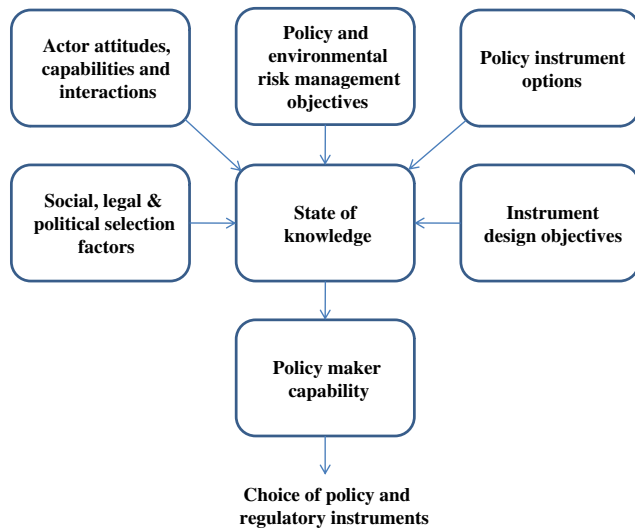 Actor attitudes,
capabilities and
interactions
Policy and
environmental
risk management
objectives
Policy instrument
options
Social, legal &
political selection
factors
State of
knowledge
Instrument
design objectives
Policy maker
capability
Choice of policy and
regulatory instruments